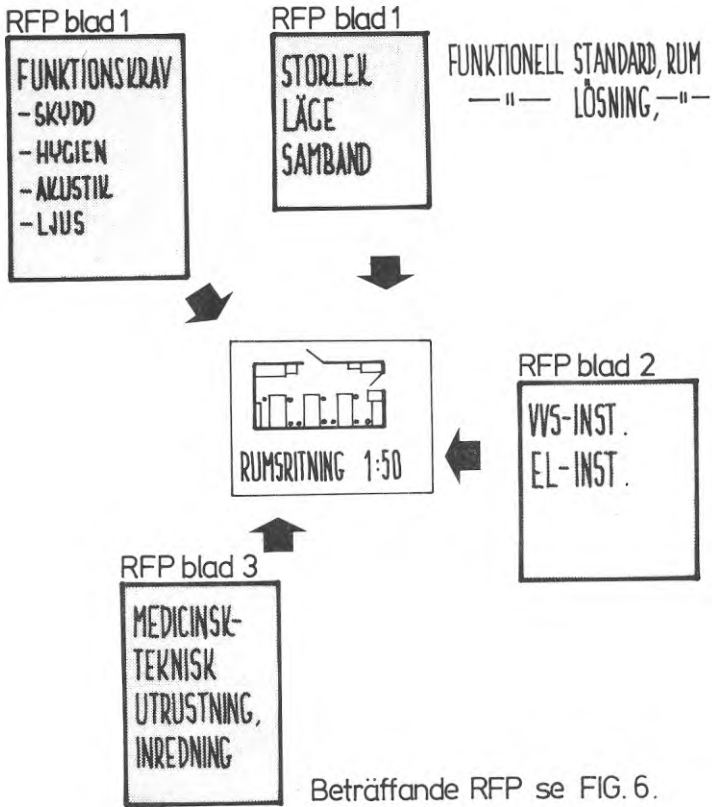 RFP blad 1
FUNKTIONSKRAV
- SKYDD
- HYGIEN
- AKUSTIK
- LJUS
RFP blad 1
STORLEK
LÄGE
SAMBAND
FUNKTIONELL STANDARD, RUM
— " — LÖSNING, — " —
RUMSRITNING 1:50
RFP blad 2
VVS-INST.
EL-INST.
RFP blad 3
MEDICINSK-
TEKNISK
UTRUSTNING,
INREDNING
Beträffande RFP se FIG. 6.